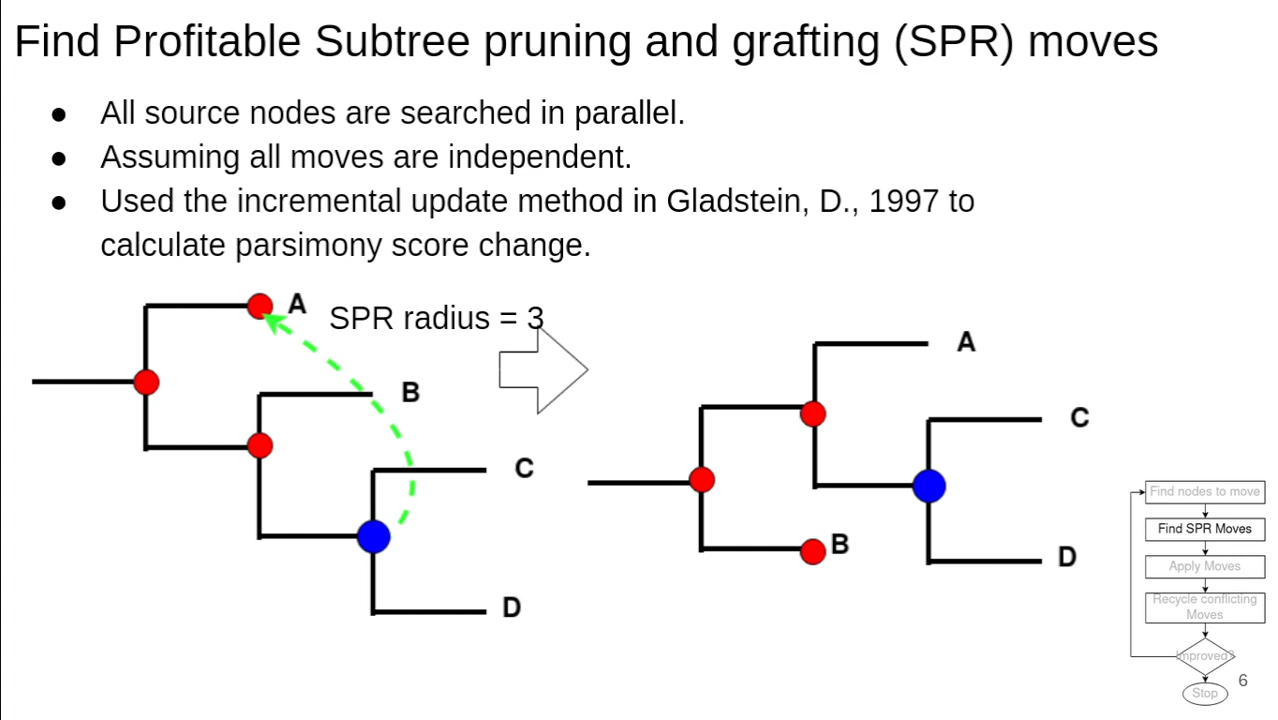 Find Profitable Subtree pruning and grafting (SPR) moves
● All source nodes are searched in parallel.
● Assuming all moves are independent.
● Used the incremental update method in Gladstein, D., 1997 to
calculate parsimony score change.
A
SPR radius = 3
B
C
D
A
C
B
D
Find nodes to move
Find SPR Moves
Apply Moves
Recycle conflicting
Moves
Improved?
Stop
6